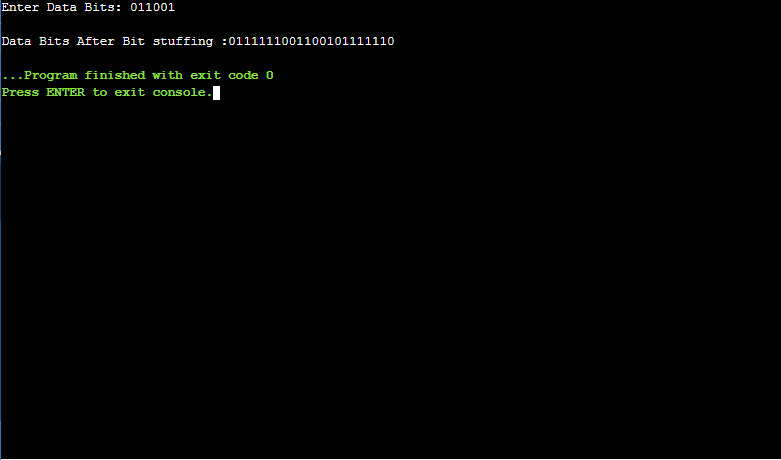 Enter Data Bits: 011001
Data Bits After Bit stuffing :0111111001100101111110
...Program finished with exit code 0
Press ENTER to exit console.